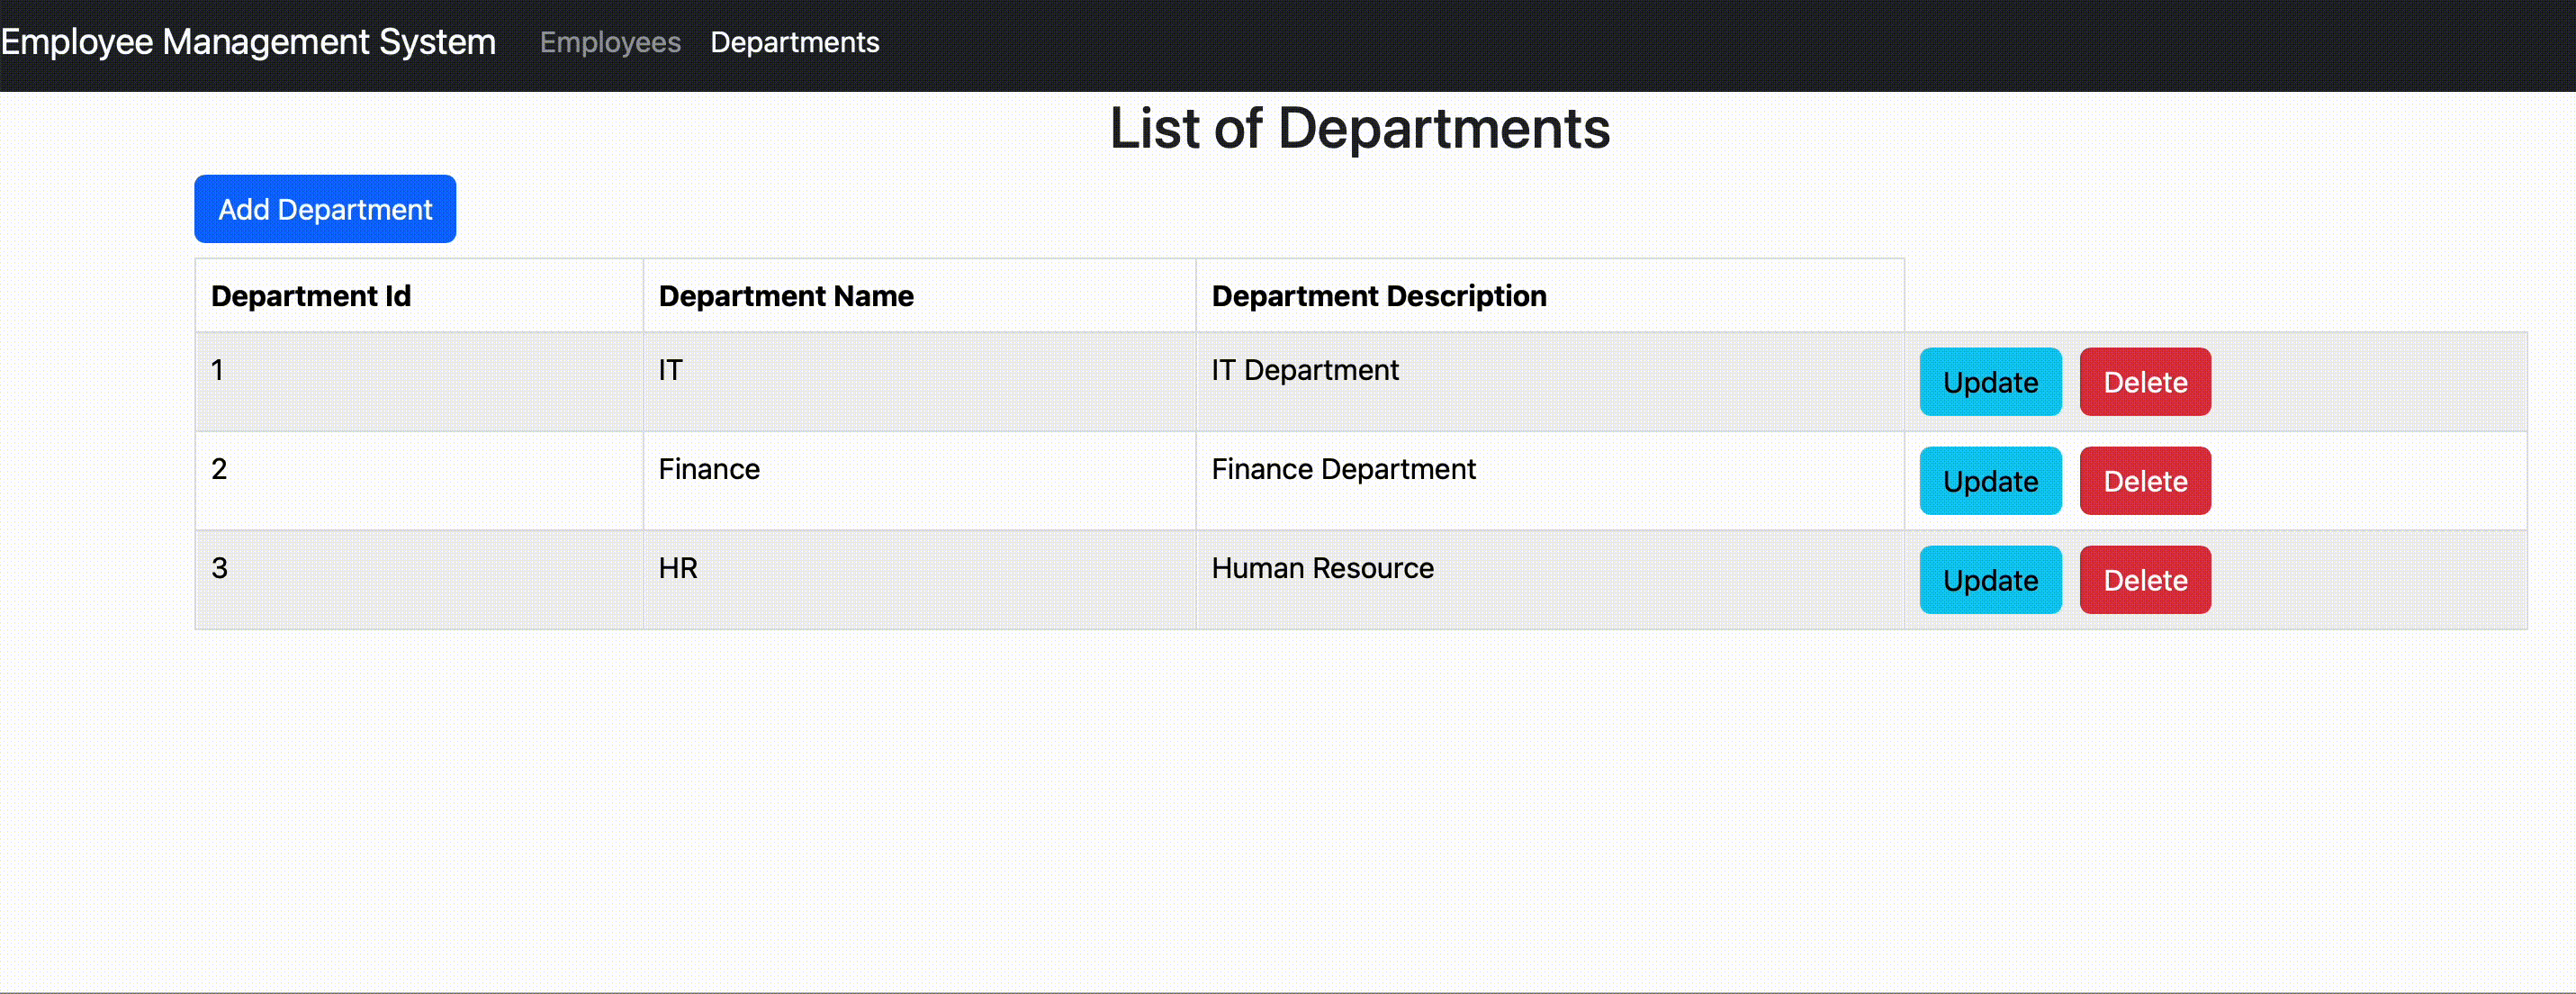 Employee Management System Employees Departments
List of Departments
Add Department
Department Id Department Name Department Description
1 IT IT Department Update Delete
2 Finance Finance Department Update Delete
3 HR Human Resource Update Delete